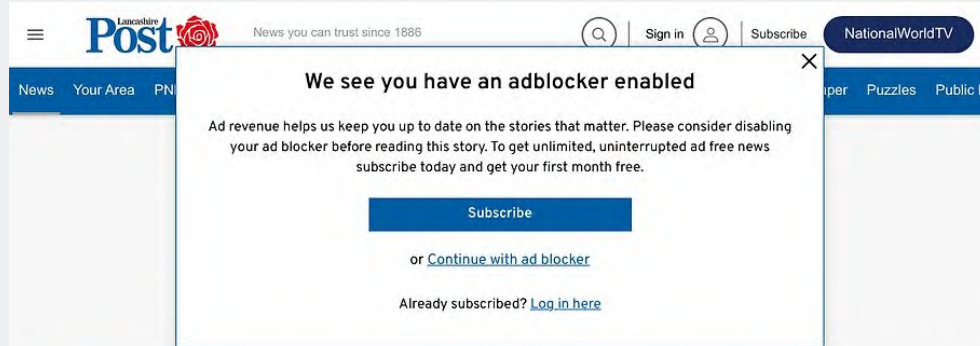 Lancashire
Post
News you can trust since 1886
Sign in
Subscribe
NationalWorldTV
News Your Area
Puzzles Public
We see you have an adblocker enabled
Ad revenue helps us keep you up to date on the stories that matter. Please consider disabling
your ad blocker before reading this story. To get unlimited, uninterrupted ad free news
subscribe today and get your first month free.
Subscribe
or Continue with ad blocker
Already subscribed? Log in here